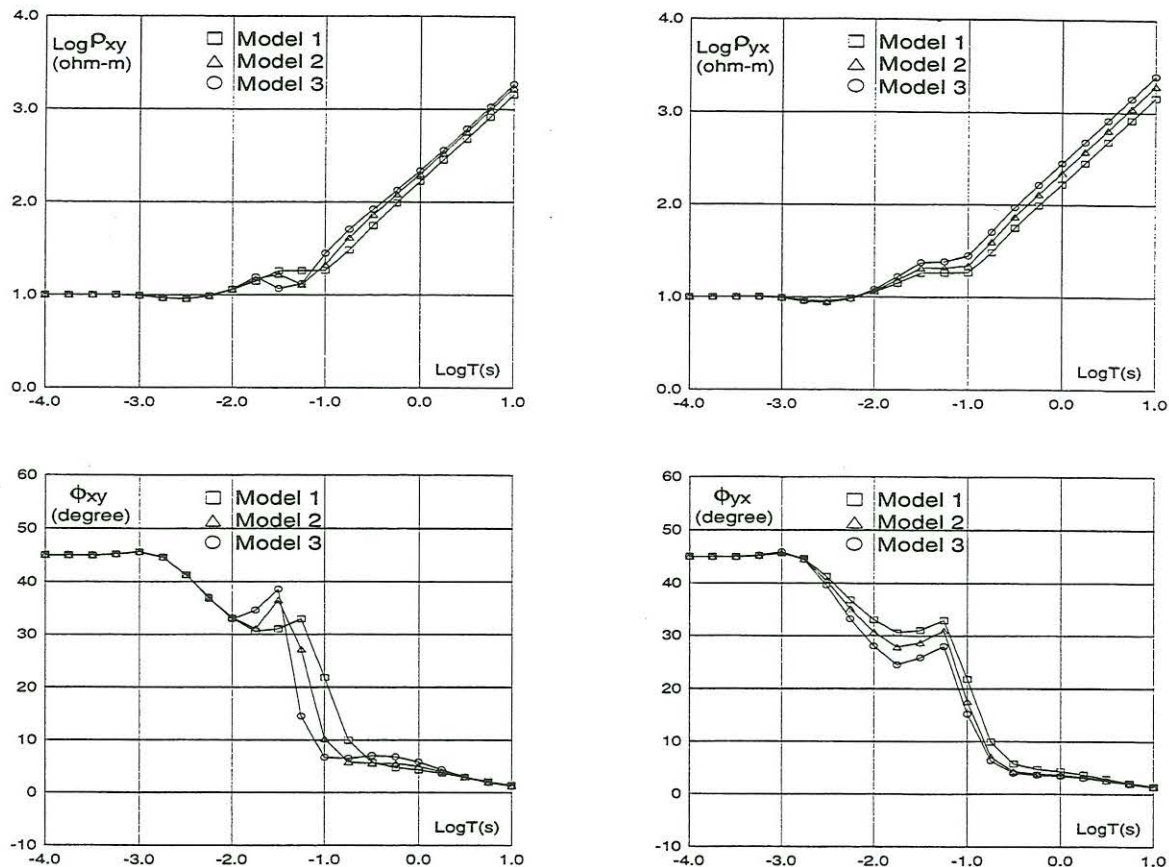 4.0
Log ρxy
(ohm-m)
□ Model 1
△ Model 2
○ Model 3
3.0
2.0
1.0
LogT(s)
0.0
-4.0 -3.0 -2.0 -1.0 0.0 1.0
4.0
Log ρyx
(ohm-m)
□ Model 1
△ Model 2
○ Model 3
3.0
2.0
1.0
LogT(s)
0.0
-4.0 -3.0 -2.0 -1.0 0.0 1.0
60
ϕxy
(degree)
□ Model 1
△ Model 2
○ Model 3
50
40
30
20
10
0
LogT(s)
-10
-4.0 -3.0 -2.0 -1.0 0.0 1.0
60
ϕyx
(degree)
□ Model 1
△ Model 2
○ Model 3
50
40
30
20
10
0
LogT(s)
-10
-4.0 -3.0 -2.0 -1.0 0.0 1.0